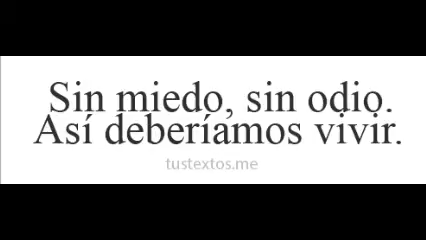 Sin miedo, sin odio.
Así deberíamos vivir.
tustextos.me